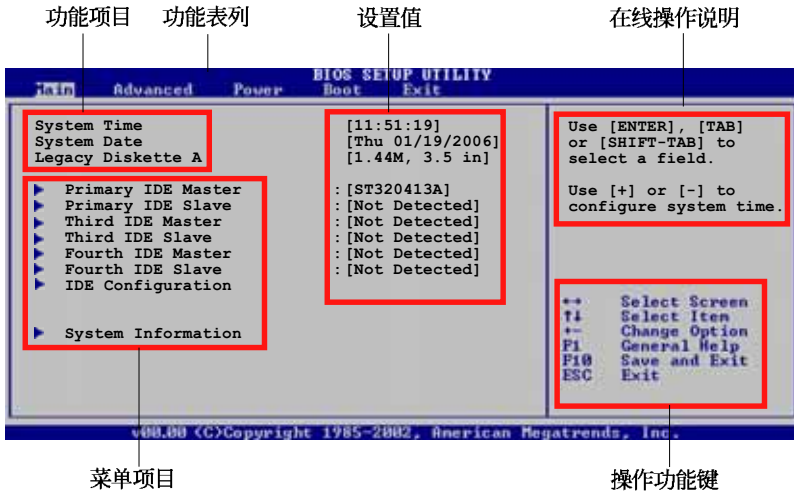 功能项目 功能表列 设置值 在线操作说明
BIOS SETUP UTILITY
Main Advanced Power Boot Exit
System Time [11:51:19]
System Date [Thu 01/19/2006]
Legacy Diskette A [1.44M, 3.5 in]
Primary IDE Master :[ST320413A]
Primary IDE Slave :[Not Detected]
Third IDE Master :[Not Detected]
Third IDE Slave :[Not Detected]
Fourth IDE Master :[Not Detected]
Fourth IDE Slave :[Not Detected]
IDE Configuration
System Information
Use [ENTER], [TAB]
or [SHIFT-TAB] to
select a field.
Use [+] or [-] to
configure system time.
↔ Select Screen
↑↓ Select Item
+- Change Option
F1 General Help
F10 Save and Exit
ESC Exit
v00.00 (C)Copyright 1985-2002, American Megatrends, Inc.
菜单项目 操作功能键